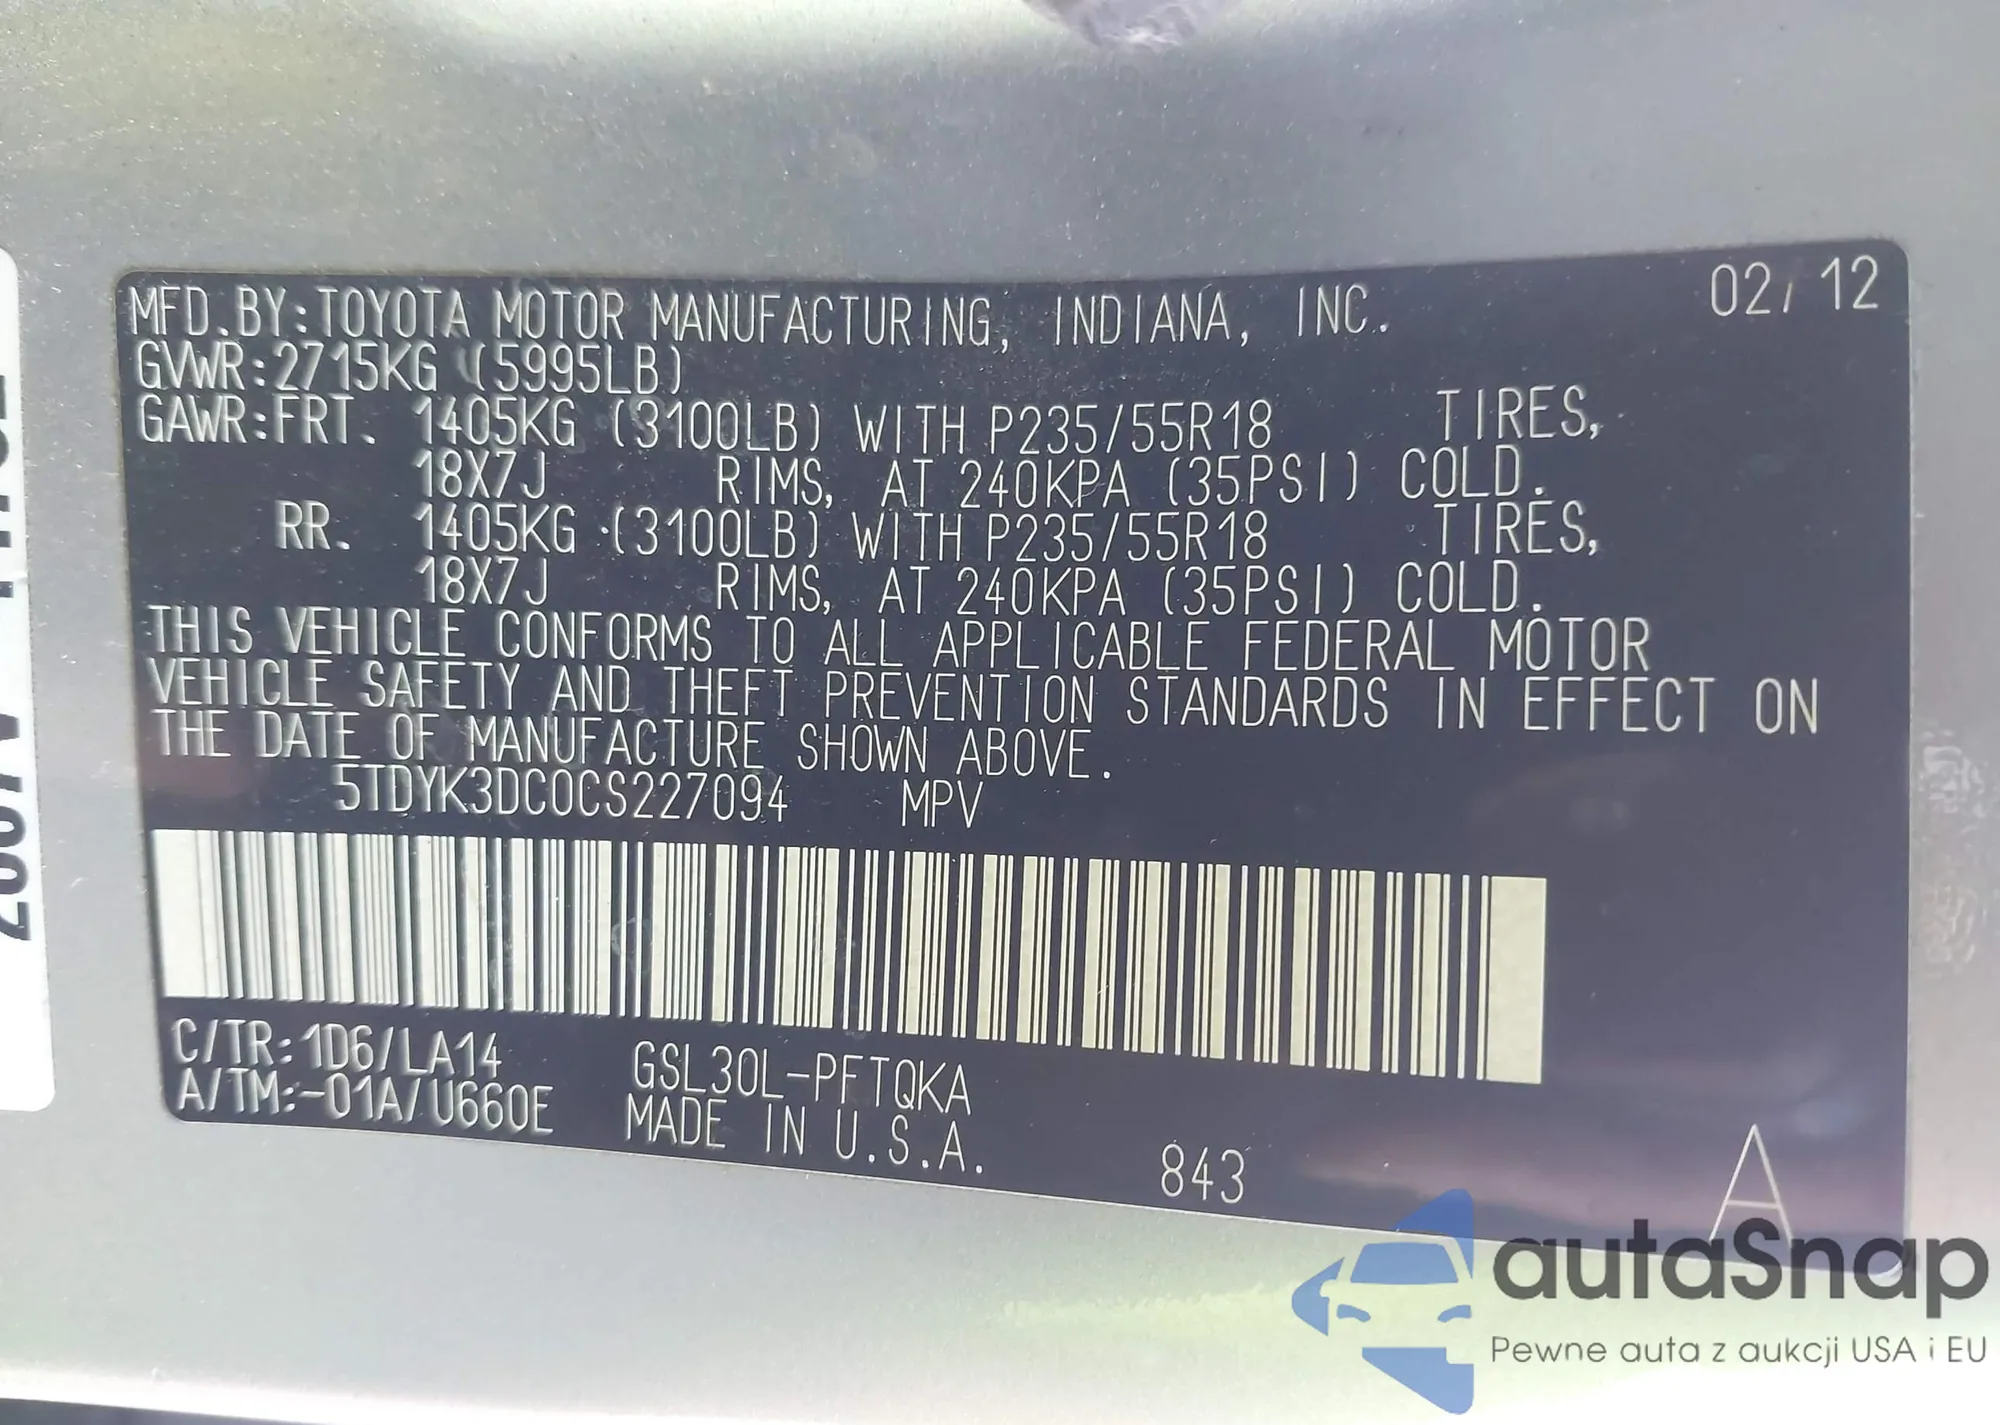 MFD.BY:TOYOTA MOTOR MANUFACTURING, INDIANA, INC. 02/12
GVWR:2715KG (5995LB)
GAWR:FRT. 1405KG (3100LB) WITH P235/55R18 TIRES,
18X7J RIMS, AT 240KPA (35PSI) COLD.
RR. 1405KG (3100LB) WITH P235/55R18 TIRES,
18X7J RIMS, AT 240KPA (35PSI) COLD.
THIS VEHICLE CONFORMS TO ALL APPLICABLE FEDERAL MOTOR
VEHICLE SAFETY AND THEFT PREVENTION STANDARDS IN EFFECT ON
THE DATE OF MANUFACTURE SHOWN ABOVE.
5TDYK3DC0CS227094 MPV
C/TR:1D6/LA14 GSL30L-PFTQKA
A/TM:-01A/U660E MADE IN U.S.A.
843 A
autaSnap
Pewne auta z aukcji USA i EU